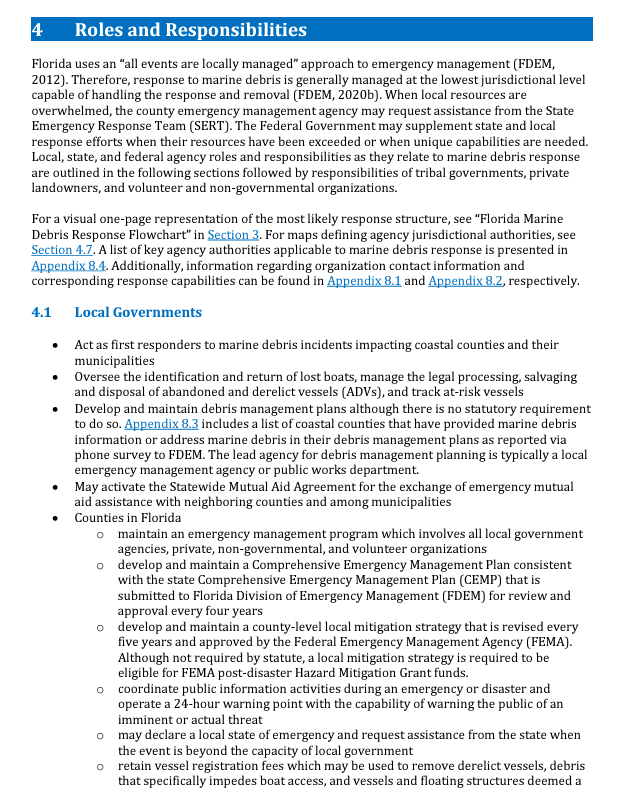 4 Roles and Responsibilities
Florida uses an “all events are locally managed” approach to emergency management (FDEM,
2012). Therefore, response to marine debris is generally managed at the lowest jurisdictional level
capable of handling the response and removal (FDEM, 2020b). When local resources are
overwhelmed, the county emergency management agency may request assistance from the State
Emergency Response Team (SERT). The Federal Government may supplement state and local
response efforts when their resources have been exceeded or when unique capabilities are needed.
Local, state, and federal agency roles and responsibilities as they relate to marine debris response
are outlined in the following sections followed by responsibilities of tribal governments, private
landowners, and volunteer and non-governmental organizations.
For a visual one-page representation of the most likely response structure, see “Florida Marine
Debris Response Flowchart” in Section 3. For maps defining agency jurisdictional authorities, see
Section 4.7. A list of key agency authorities applicable to marine debris response is presented in
Appendix 8.4. Additionally, information regarding organization contact information and
corresponding response capabilities can be found in Appendix 8.1 and Appendix 8.2, respectively.
4.1 Local Governments
• Act as first responders to marine debris incidents impacting coastal counties and their
municipalities
• Oversee the identification and return of lost boats, manage the legal processing, salvaging
and disposal of abandoned and derelict vessels (ADVs), and track at-risk vessels
• Develop and maintain debris management plans although there is no statutory requirement
to do so. Appendix 8.3 includes a list of coastal counties that have provided marine debris
information or address marine debris in their debris management plans as reported via
phone survey to FDEM. The lead agency for debris management planning is typically a local
emergency management agency or public works department.
• May activate the Statewide Mutual Aid Agreement for the exchange of emergency mutual
aid assistance with neighboring counties and among municipalities
• Counties in Florida
o maintain an emergency management program which involves all local government
agencies, private, non-governmental, and volunteer organizations
o develop and maintain a Comprehensive Emergency Management Plan consistent
with the state Comprehensive Emergency Management Plan (CEMP) that is
submitted to Florida Division of Emergency Management (FDEM) for review and
approval every four years
o develop and maintain a county-level local mitigation strategy that is revised every
five years and approved by the Federal Emergency Management Agency (FEMA).
Although not required by statute, a local mitigation strategy is required to be
eligible for FEMA post-disaster Hazard Mitigation Grant funds.
o coordinate public information activities during an emergency or disaster and
operate a 24-hour warning point with the capability of warning the public of an
imminent or actual threat
o may declare a local state of emergency and request assistance from the state when
the event is beyond the capacity of local government
o retain vessel registration fees which may be used to remove derelict vessels, debris
that specifically impedes boat access, and vessels and floating structures deemed a